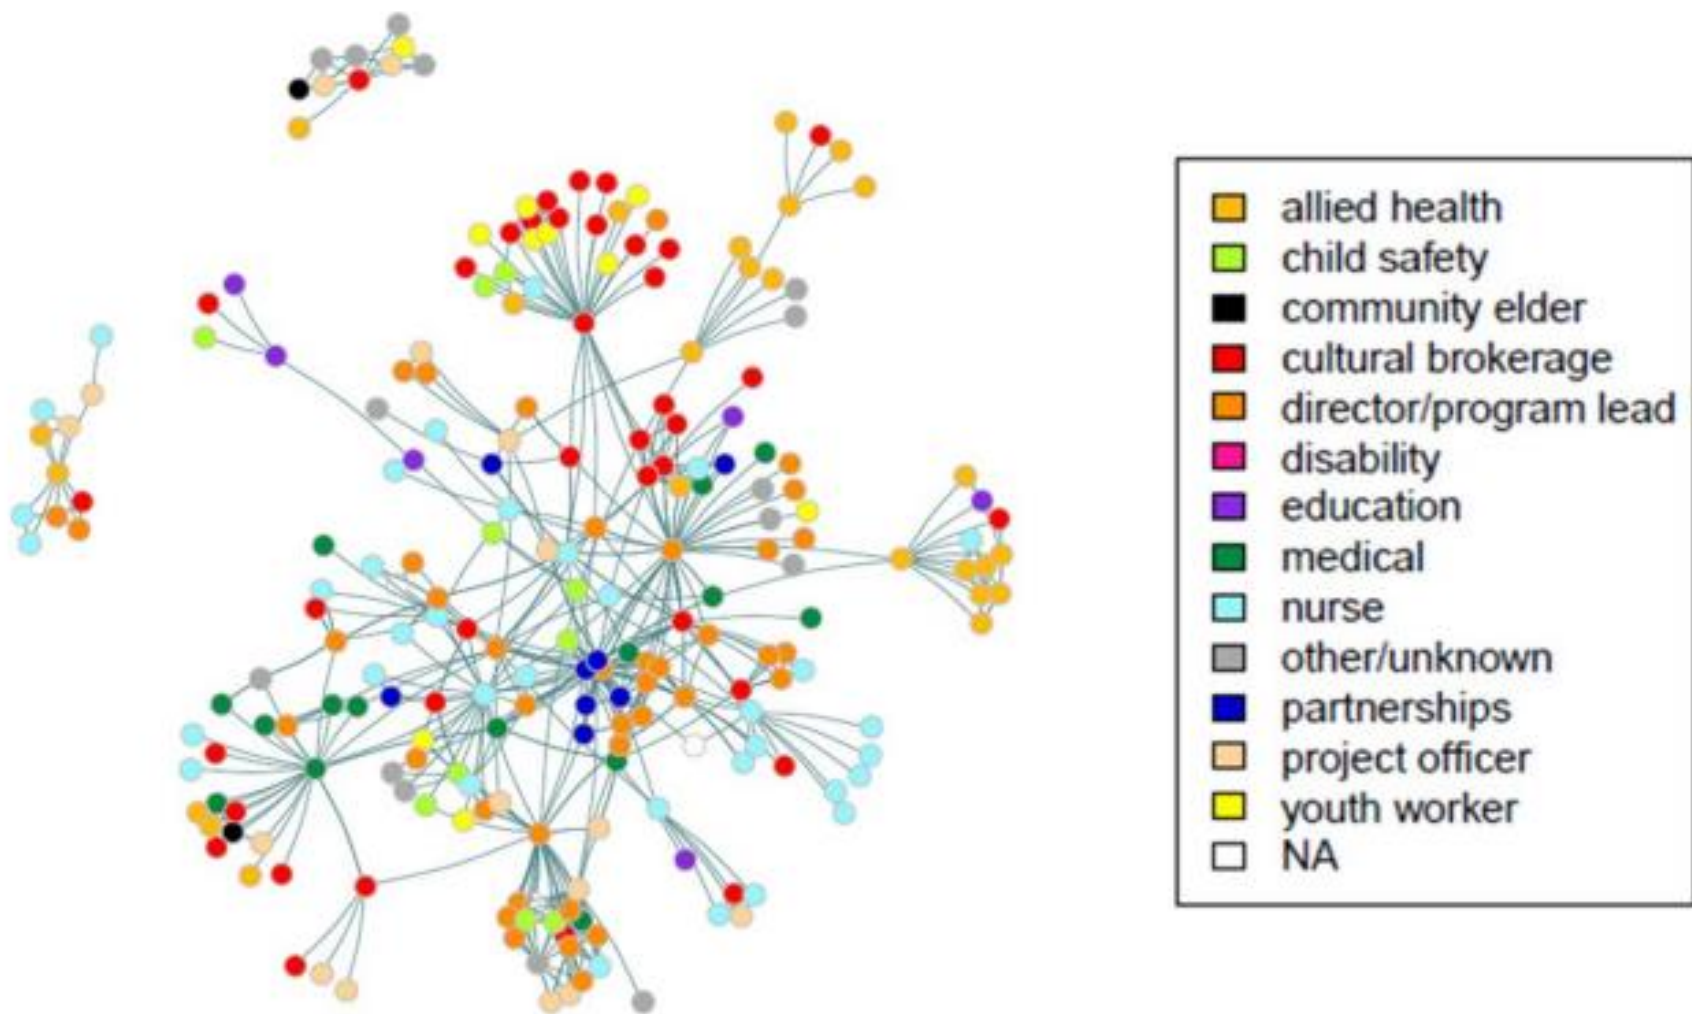 allied health
child safety
community elder
cultural brokerage
director/program lead
disability
education
medical
nurse
other/unknown
partnerships
project officer
youth worker
NA